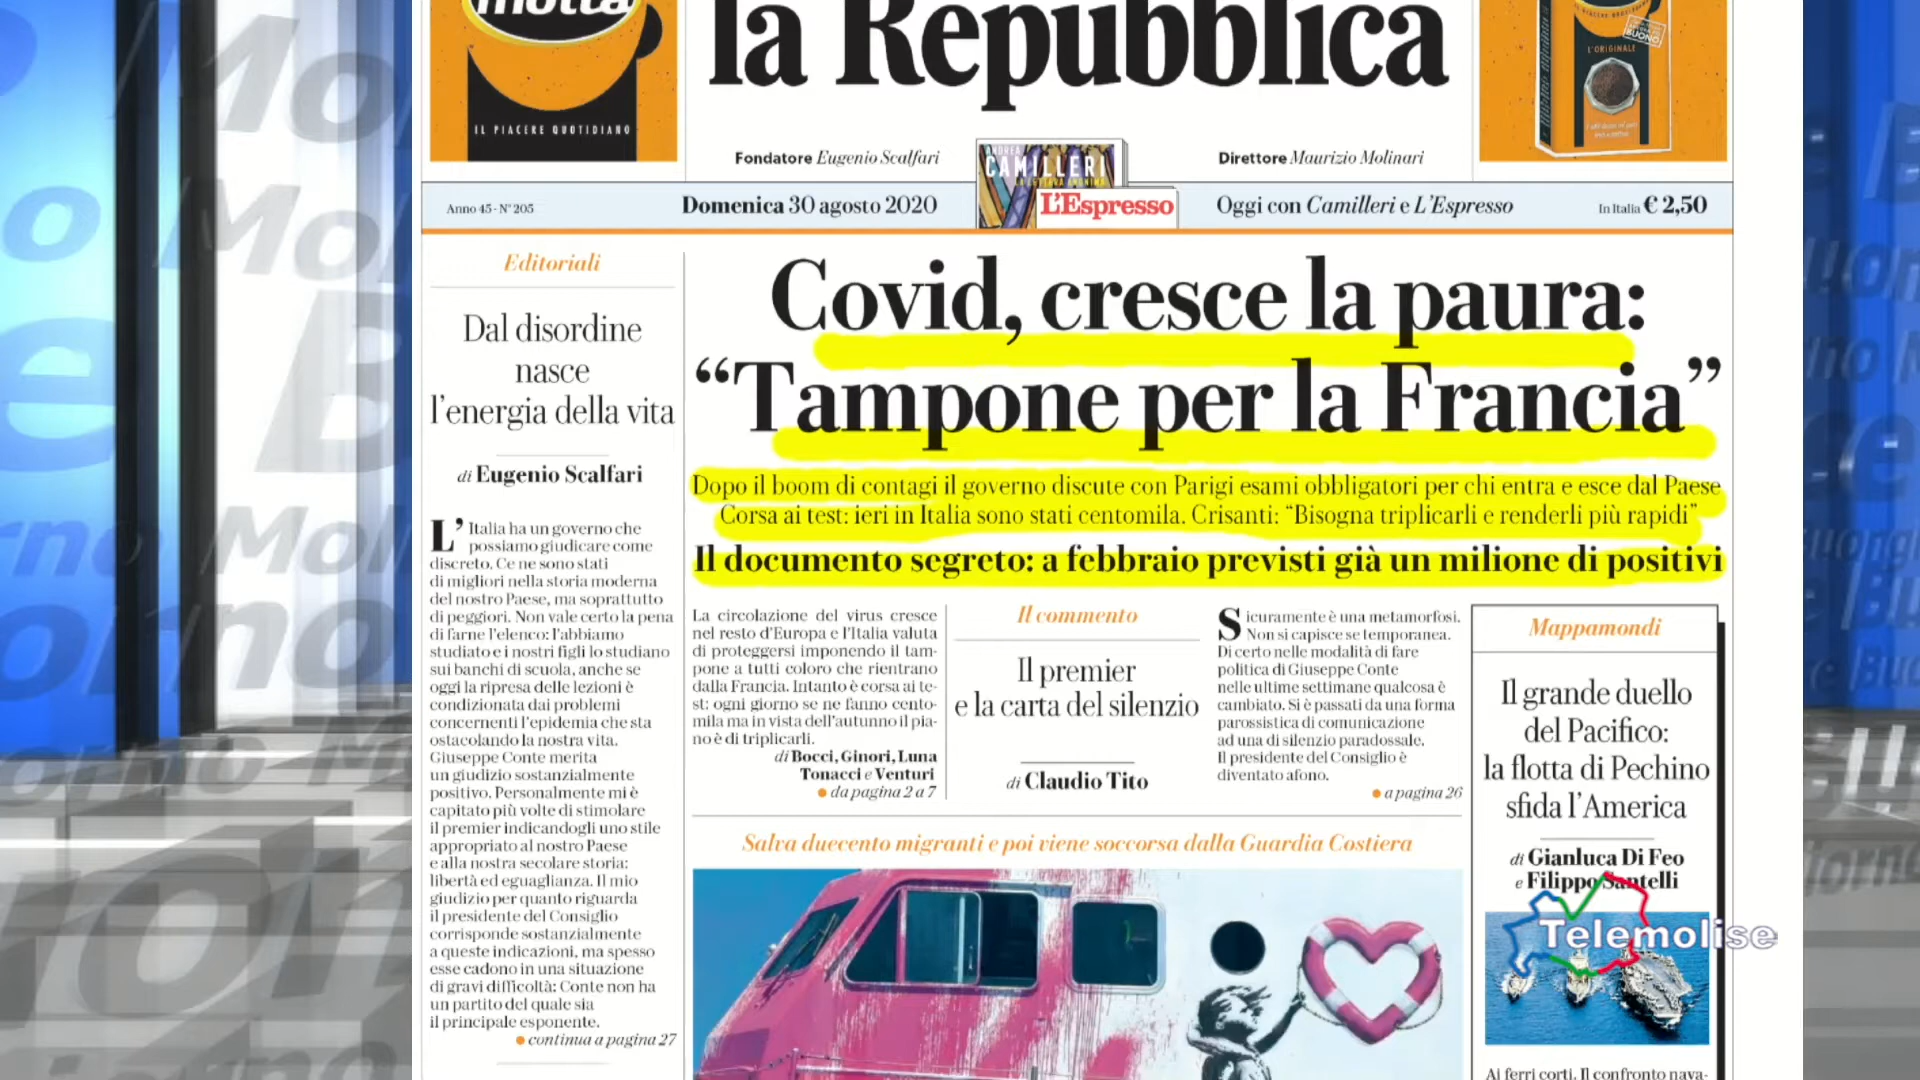 motta
IL PIACERE QUOTIDIANO
la Repubblica
BUONO
L'ORIGINALE
Fondatore Eugenio Scalfari
CAMILLERI
L'Espresso
Direttore Maurizio Molinari
Anno 45 - N° 205
Domenica 30 agosto 2020
Oggi con Camilleri e L'Espresso
In Italia € 2,50
Editoriali
Dal disordine
nasce
l'energia della vita
di Eugenio Scalfari
L'Italia ha un governo che
possiamo giudicare come
discreto. Ce ne sono stati
di migliori nella storia moderna
del nostro Paese, ma soprattutto
di peggiori. Non vale certo la pena
di farne l'elenco: l'abbiamo
studiato e i nostri figli lo studiano
sui banchi di scuola, anche se
oggi la ripresa delle lezioni è
condizionata dai problemi
concernenti l'epidemia che sta
ostacolando la nostra vita.
Giuseppe Conte merita
un giudizio sostanzialmente
positivo. Personalmente mi è
capitato più volte di stimolare
il premier indicandogli uno stile
appropriato al nostro Paese
e alla nostra secolare storia:
libertà ed eguaglianza. Il mio
giudizio per quanto riguarda
il presidente del Consiglio
corrisponde sostanzialmente
a queste indicazioni, ma spesso
esse cadono in una situazione
di gravi difficoltà: Conte non ha
un partito del quale sia
il principale esponente.
continua a pagina 27
Covid, cresce la paura:
“Tampone per la Francia”
Dopo il boom di contagi il governo discute con Parigi esami obbligatori per chi entra e esce dal Paese
Corsa ai test: ieri in Italia sono stati centomila. Crisanti: “Bisogna triplicarli e renderli più rapidi”
Il documento segreto: a febbraio previsti già un milione di positivi
La circolazione del virus cresce
nel resto d'Europa e l'Italia valuta
di proteggersi imponendo il tam-
pone a tutti coloro che rientrano
dalla Francia. Intanto è corsa ai te-
st: ogni giorno se ne fanno cento-
mila ma in vista dell'autunno il pia-
no è di triplicarli.
di Bocci, Ginori, Luna
Tonacci e Venturi
da pagina 2 a 7
Il commento
Il premier
e la carta del silenzio
di Claudio Tito
Sicuramente è una metamorfosi.
Non si capisce se temporanea.
Di certo nelle modalità di fare
politica di Giuseppe Conte
nelle ultime settimane qualcosa è
cambiato. Si è passati da una forma
parossistica di comunicazione
ad una di silenzio paradossale.
Il presidente del Consiglio è
diventato afono.
a pagina 26
Mappamondi
Il grande duello
del Pacifico:
la flotta di Pechino
sfida l'America
di Gianluca Di Feo
e Filippo Santelli
Telemolise
Ai ferri corti. Il confronto nava-
Salva duecento migranti e poi viene soccorsa dalla Guardia Costiera